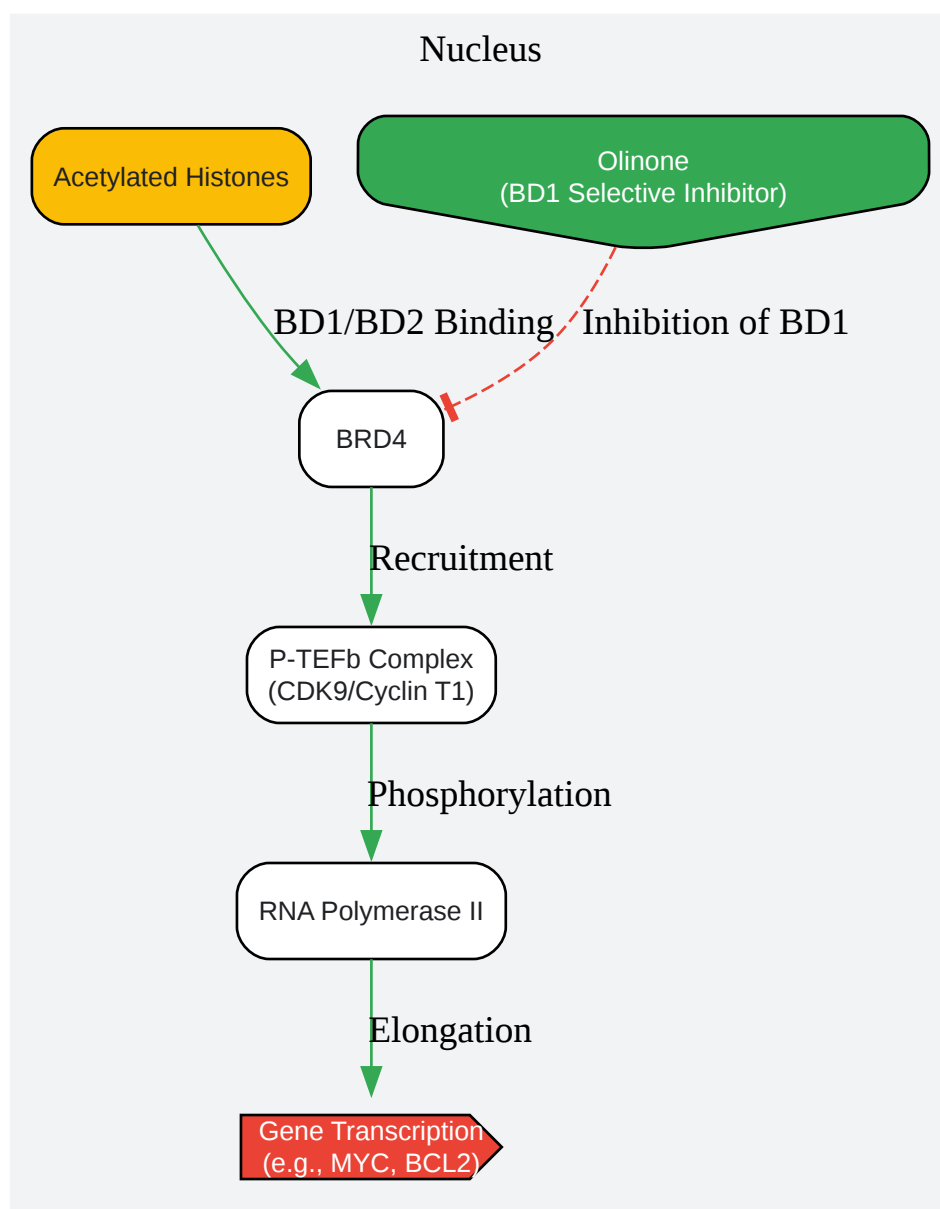 Nucleus
Acetylated Histones
Olinone
(BD1 Selective Inhibitor)
BD1/BD2 Binding
Inhibition of BD1
BRD4
Recruitment
P-TEFb Complex
(CDK9/Cyclin T1)
Phosphorylation
RNA Polymerase II
Elongation
Gene Transcription
(e.g., MYC, BCL2)